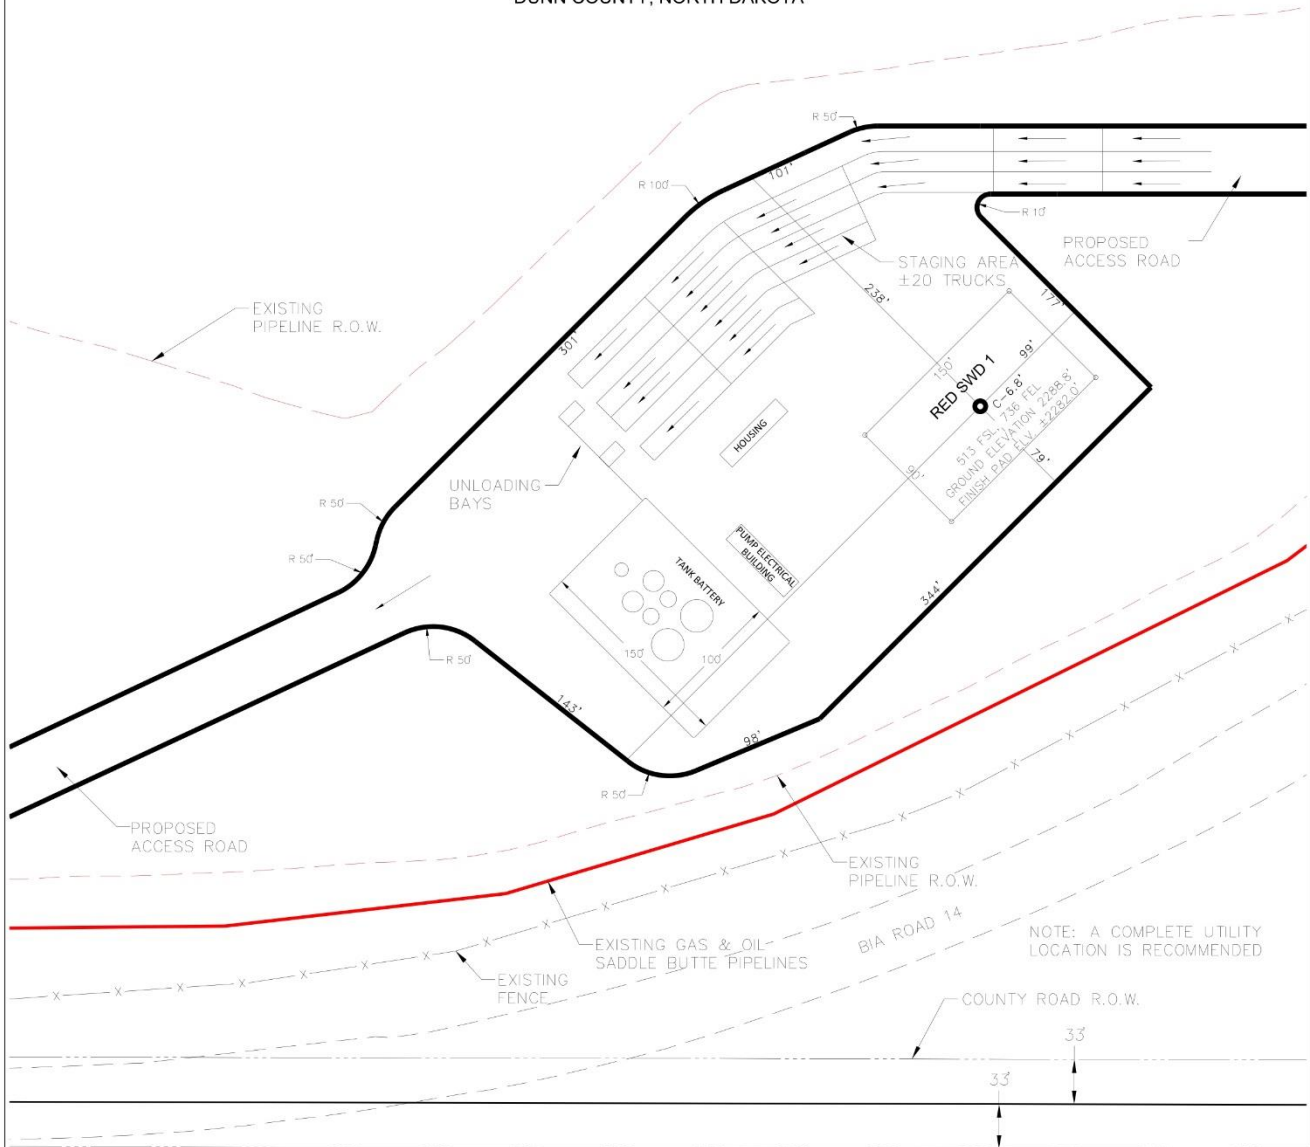 DUNN COUNTY, NORTH DAKOTA
R 50'
101'
R 100'
R 10'
PROPOSED
ACCESS ROAD
STAGING AREA
±20 TRUCKS
238'
177'
EXISTING
PIPELINE R.O.W.
301'
150'
99'
RED SWD 1
C-6.8'
513 FSL, 736 FEL
GROUND ELEVATION 2288.8'
FINISH PAD ELV. ±2282.0'
79'
90'
HOUSING
UNLOADING
BAYS
R 50'
R 50'
PUMP ELECTRICAL
BUILDING
TANK BATTERY
344'
150'
100'
R 50'
143'
98'
R 50'
PROPOSED
ACCESS ROAD
EXISTING
PIPELINE R.O.W.
BIA ROAD 14
NOTE: A COMPLETE UTILITY
LOCATION IS RECOMMENDED
EXISTING GAS & OIL
SADDLE BUTTE PIPELINES
EXISTING
FENCE
COUNTY ROAD R.O.W.
33'
33'